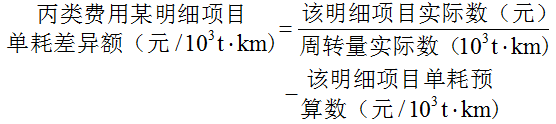 丙类费用某明细项目
单耗差异额（元/10³t·km）
=
该明细项目实际数（元）
周转量实际数（10³t·km)
－
该明细项目单耗预
算数（元/10³t·km)